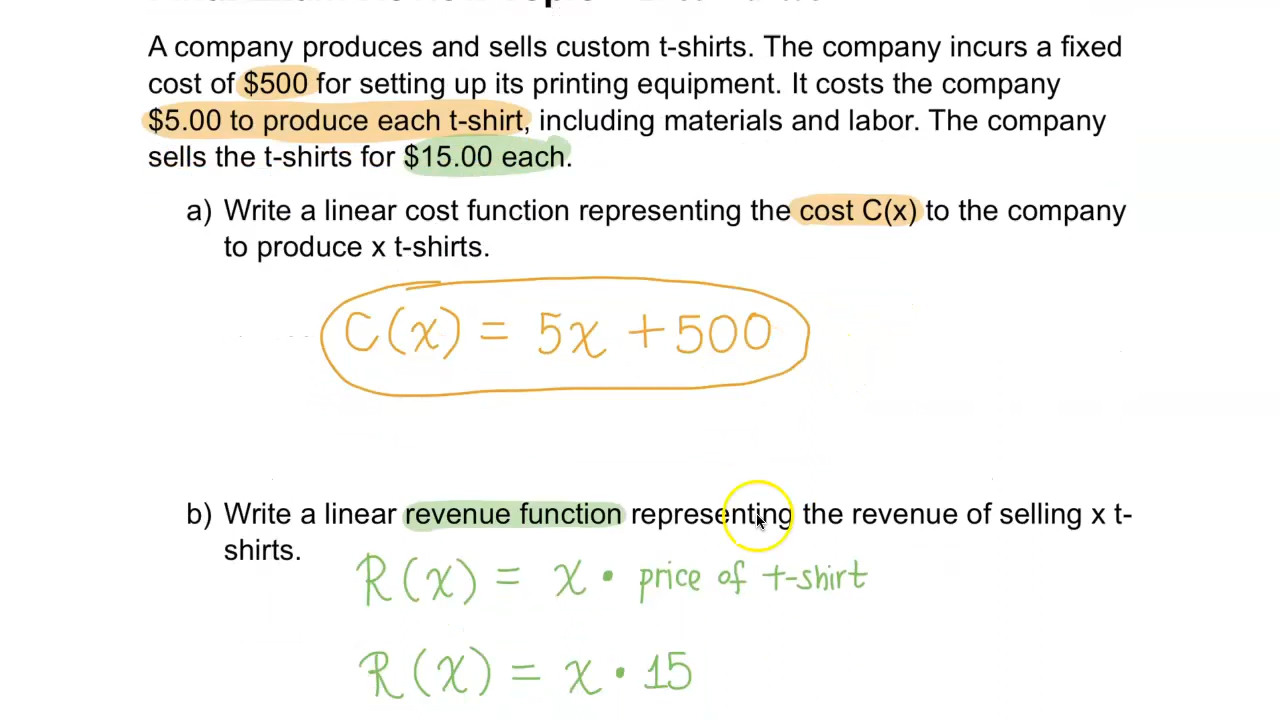 A company produces and sells custom t-shirts. The company incurs a fixed
cost of $500 for setting up its printing equipment. It costs the company
$5.00 to produce each t-shirt, including materials and labor. The company
sells the t-shirts for $15.00 each.
a) Write a linear cost function representing the cost C(x) to the company
to produce x t-shirts.
C(x) = 5x + 500
b) Write a linear revenue function representing the revenue of selling x t-
shirts.
R(x) = x • price of t-shirt
R(x) = x • 15